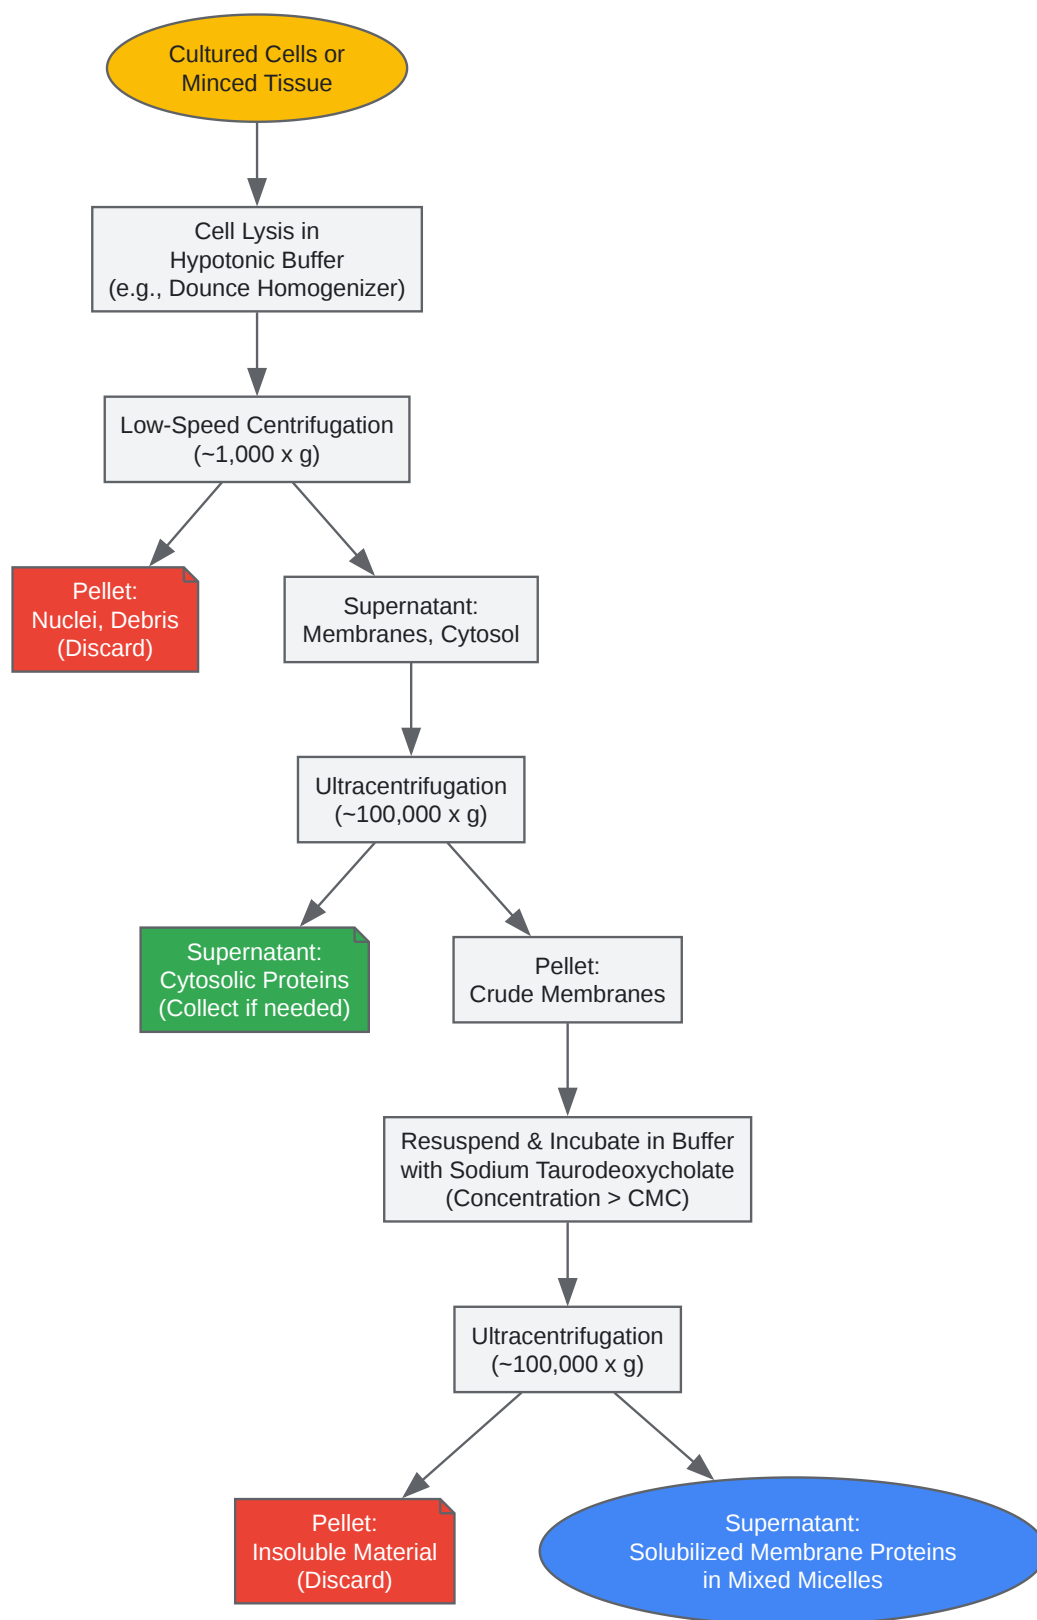 Cultured Cells or
Minced Tissue
Cell Lysis in
Hypotonic Buffer
(e.g., Dounce Homogenizer)
Low-Speed Centrifugation
(~1,000 x g)
Pellet:
Nuclei, Debris
(Discard)
Supernatant:
Membranes, Cytosol
Ultracentrifugation
(~100,000 x g)
Supernatant:
Cytosolic Proteins
(Collect if needed)
Pellet:
Crude Membranes
Resuspend & Incubate in Buffer
with Sodium Taurodeoxycholate
(Concentration > CMC)
Ultracentrifugation
(~100,000 x g)
Pellet:
Insoluble Material
(Discard)
Supernatant:
Solubilized Membrane Proteins
in Mixed Micelles